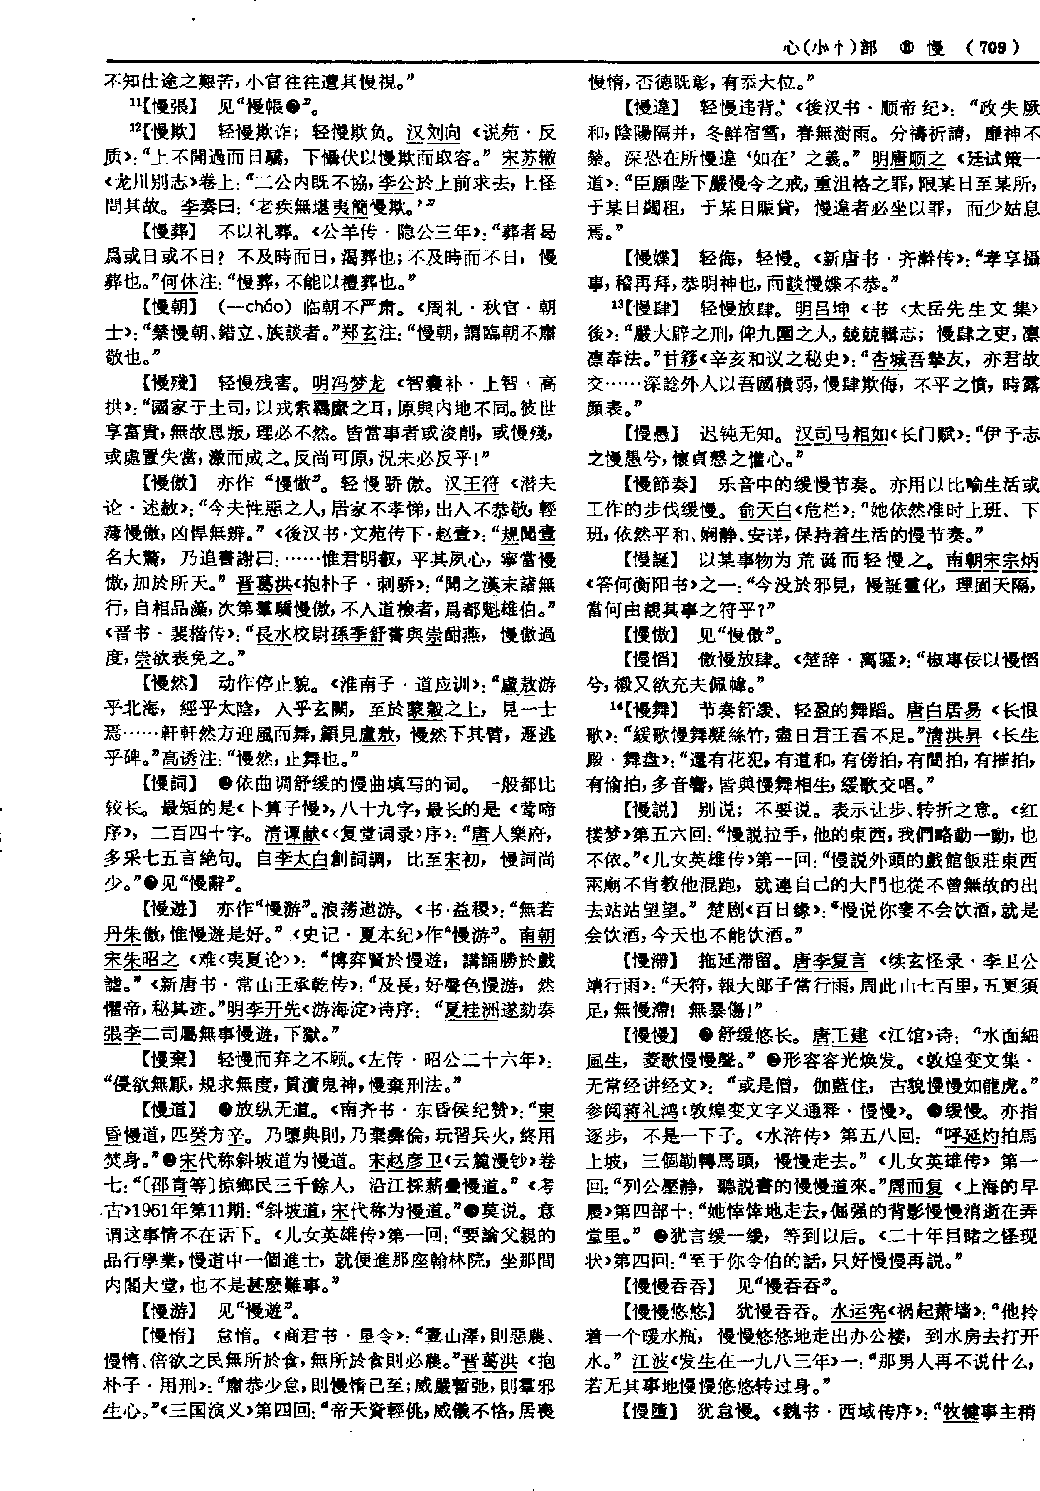 心(小忄)部 ⑪ 慢 (709)
不知仕途之艱苦，小官往往遭其慢視。”
¹¹【慢張】 见“慢帳❷”。
¹²【慢欺】 轻慢欺诈；轻慢欺负。汉刘向《说苑·反
质》：“上不聞過而日驕，下懾伏以慢欺而取容。”宋苏辙
《龙川别志》卷上：“二公内既不協，李公於上前求去，上怪
問其故。李奏曰：‘老疾無堪夷簡慢欺。’”
【慢葬】 不以礼葬。《公羊传·隐公三年》：“葬者曷
爲或日或不日？不及時而日，渴葬也；不及時而不日，慢
葬也。”何休注：“慢葬，不能以禮葬也。”
【慢朝】 (—cháo) 临朝不严肃。《周礼·秋官·朝
士》：“禁慢朝、錯立、族談者。”郑玄注：“慢朝，謂臨朝不肅
敬也。”
【慢殘】 轻慢残害。明冯梦龙《智囊补·上智·高
拱》：“國家于土司，以戎索羈縻之耳，原與内地不同。彼世
享富貴，無故思叛，理必不然。皆當事者或浚削，或慢殘，
或處置失當，激而成之。反尚可原，況未必反乎！”
【慢傲】 亦作“慢慠”。轻慢骄傲。汉王符《潜夫
论·述赦》：“今夫性惡之人，居家不孝悌，出入不恭敬，輕
薄慢傲，凶悍無辨。”《後汉书·文苑传下·赵壹》：“規聞壹
名大驚，乃追書謝曰：……惟君明叡，平其夙心，寧當慢
慠，加於所天。”晋葛洪《抱朴子·刺骄》：“聞之漢末諸無
行，自相品藻，次第羣驕慢傲，不入道檢者，爲都魁雄伯。”
《晋书·裴楷传》：“長水校尉孫季舒嘗與崇酣燕，慢傲過
度，崇欲表免之。”
【慢然】 动作停止貌。《淮南子·道应训》：“盧敖游
乎北海，經乎太陰，入乎玄闕，至於蒙穀之上，見一士
焉……軒軒然方迎風而舞，顧見盧敖，慢然下其臂，遯逃
乎碑。”高诱注：“慢然，止舞也。”
【慢詞】 ❶依曲调舒缓的慢曲填写的词。一般都比
较长。最短的是《卜算子慢》，八十九字，最长的是《莺啼
序》，二百四十字。清谭献《〈复堂词录〉序》：“唐人樂府，
多采七五言絶句。自李太白創詞調，比至宋初，慢詞尚
少。”❷见“慢辭”。
【慢遊】 亦作“慢游”。浪荡遨游。《书·益稷》：“無若
丹朱傲，惟慢遊是好。”《史记·夏本纪》作“慢游”。南朝
宋朱昭之《难〈夷夏论〉》：“博弈賢於慢遊，講誦勝於戲
謔。”《新唐书·常山王承乾传》：“及長，好聲色慢游，然
懼帝，秘其迹。”明李开先《游海淀》诗序：“夏桂洲遂劾奏
張李二司屬無事慢遊，下獄。”
【慢棄】 轻慢而弃之不顾。《左传·昭公二十六年》：
“侵欲無厭，規求無度，貫瀆鬼神，慢棄刑法。”
【慢道】 ❶放纵无道。《南齐书·东昏侯纪赞》：“東
昏慢道，匹癸方辛。乃隳典則，乃棄彝倫，玩習兵火，終用
焚身。”❷宋代称斜坡道为慢道。宋赵彦卫《云麓漫钞》卷
七：“〔邵青等〕掠鄉民三千餘人，沿江採薪疊慢道。”《考
古》1961年第11期：“斜坡道，宋代称为慢道。”❸莫说。意
谓这事情不在话下。《儿女英雄传》第一回：“要論父親的
品行學業，慢道中一個進士，就便進那座翰林院，坐那間
内閣大堂，也不是甚麽難事。”
【慢游】 见“慢遊”。
【慢惰】 怠惰。《商君书·垦令》：“壹山澤，則惡農、
慢惰、倍欲之民無所於食，無所於食則必農。”晋葛洪《抱
朴子·用刑》：“肅恭少怠，則慢惰已至；威嚴暫弛，則羣邪
生心。”《三国演义》第四回：“帝天資輕佻，威儀不恪，居喪
慢惰，否德既彰，有忝大位。”
【慢違】 轻慢违背。《後汉书·顺帝纪》：“政失厥
和，陰陽隔并，冬鮮宿雪，春無澍雨。分禱祈請，靡神不
禜。深恐在所慢違‘如在’之義。”明唐顺之《廷试策一
道》：“臣願陛下嚴慢令之戒，重沮格之罪，限某日至某所，
于某日蠲租，于某日賑貸，慢違者必坐以罪，而少姑息
焉。”
【慢媟】 轻侮，轻慢。《新唐书·齐澣传》：“孝享攝
事，稽再拜，恭明神也，而談慢媟不恭。”
¹³【慢肆】 轻慢放肆。明吕坤《书〈太岳先生文集〉
後》：“嚴大辟之刑，俾九圍之人，兢兢輯志；慢肆之吏，凛
凛奉法。”甘簃《辛亥和议之秘史》：“杏城吾摯友，亦君故
交……深諗外人以吾國積弱，慢肆欺侮，不平之憤，時露
顔表。”
【慢愚】 迟钝无知。汉司马相如《长门赋》：“伊予志
之慢愚兮，懷貞慤之懽心。”
【慢節奏】 乐音中的缓慢节奏。亦用以比喻生活或
工作的步伐缓慢。俞天白《危栏》：“她依然准时上班、下
班，依然平和、娴静、安详，保持着生活的慢节奏。”
【慢誕】 以某事物为荒诞而轻慢之。南朝宋宗炳
《答何衡阳书》之一：“今没於邪見，慢誕靈化，理固天隔，
當何由覩其事之符乎？”
【慢慠】 见“慢傲”。
【慢慆】 傲慢放肆。《楚辞·离骚》：“椒專佞以慢慆
兮，樧又欲充夫佩幃。”
¹⁴【慢舞】 节奏舒缓、轻盈的舞蹈。唐白居易《长恨
歌》：“緩歌慢舞凝絲竹，盡日君王看不足。”清洪昇《长生
殿·舞盘》：“還有花犯，有道和，有傍拍，有間拍，有摧拍，
有偷拍，多音響，皆與慢舞相生，缓歌交唱。”
【慢説】 别说；不要说。表示让步、转折之意。《红
楼梦》第五六回：“慢説拉手，他的東西，我們略動一動，也
不依。”《儿女英雄传》第一回：“慢説外頭的戲館飯莊東西
兩廟不肯教他混跑，就連自己的大門也從不曾無故的出
去站站望望。”楚剧《百日缘》：“慢说你妻不会饮酒，就是
会饮酒，今天也不能饮酒。”
【慢滯】 拖延滞留。唐李复言《续玄怪录·李卫公
靖行雨》：“天符，報大郎子當行雨，周此山七百里，五更須
足，無慢滯！無暴傷！”
【慢慢】 ❶舒缓悠长。唐王建《江馆》诗：“水面細
風生，菱歌慢慢聲。”❷形容容光焕发。《敦煌变文集·
无常经讲经文》：“或是僧，伽藍住，古貌慢慢如龍虎。”
参阅蒋礼鸿《敦煌变文字义通释·慢慢》。❸缓慢。亦指
逐步，不是一下子。《水浒传》第五八回：“呼延灼拍馬
上坡，三個勒轉馬頭，慢慢走去。”《儿女英雄传》第一
回：“列公壓静，聽説書的慢慢道來。”周而复《上海的早
晨》第四部十：“她悻悻地走去，倔强的背影慢慢消逝在弄
堂里。”❹犹言缓一缓，等到以后。《二十年目睹之怪现
状》第四回：“至于你令伯的話，只好慢慢再説。”
【慢慢吞吞】 见“慢吞吞”。
【慢慢悠悠】 犹慢吞吞。水运宪《祸起萧墙》：“他拎
着一个暖水瓶，慢慢悠悠地走出办公楼，到水房去打开
水。”江波《发生在一九八三年》一：“那男人再不说什么，
若无其事地慢慢悠悠转过身。”
【慢墮】 犹怠慢。《魏书·西域传序》：“牧犍事主稍